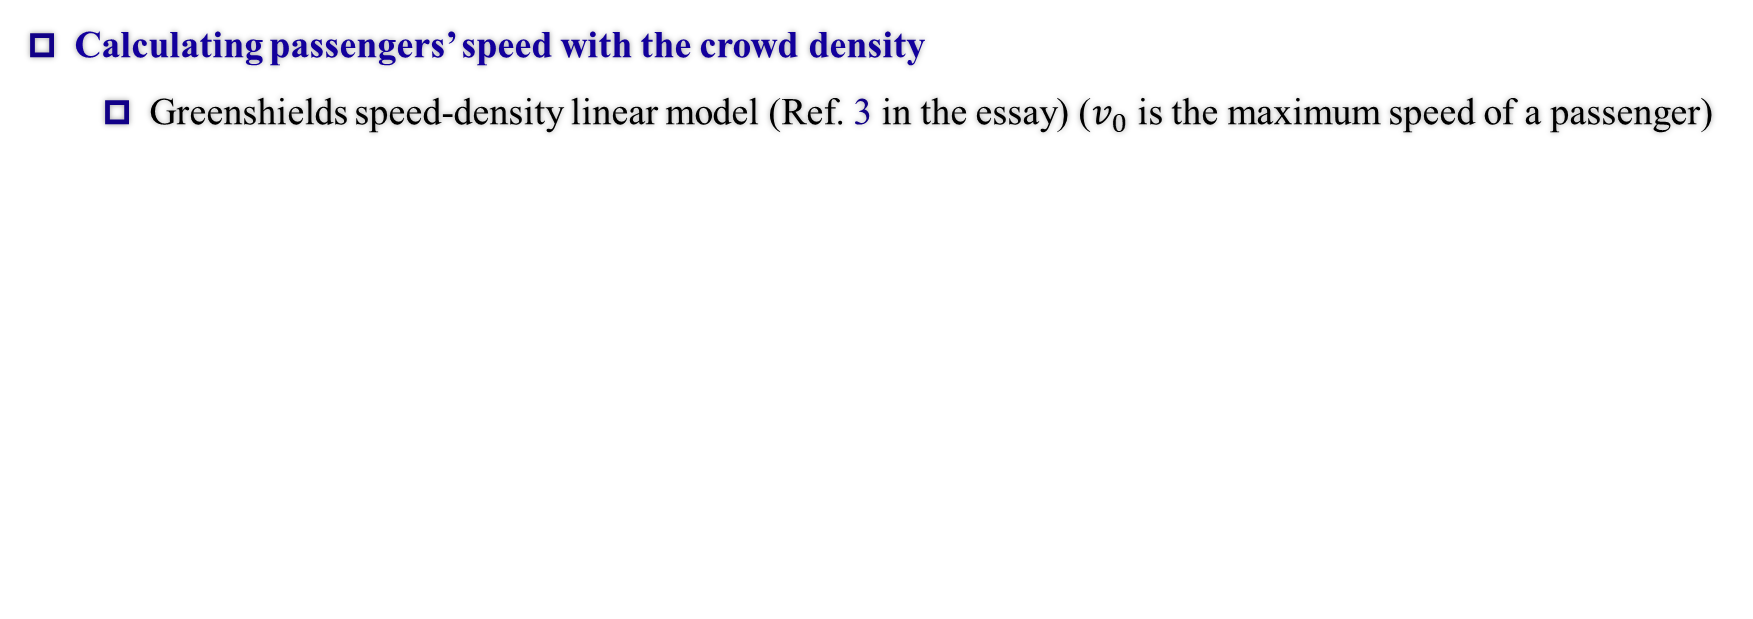 Calculating passengers’ speed with the crowd density
Greenshields speed-density linear model (Ref. 3 in the essay) (𝑣₀ is the maximum speed of a passenger)